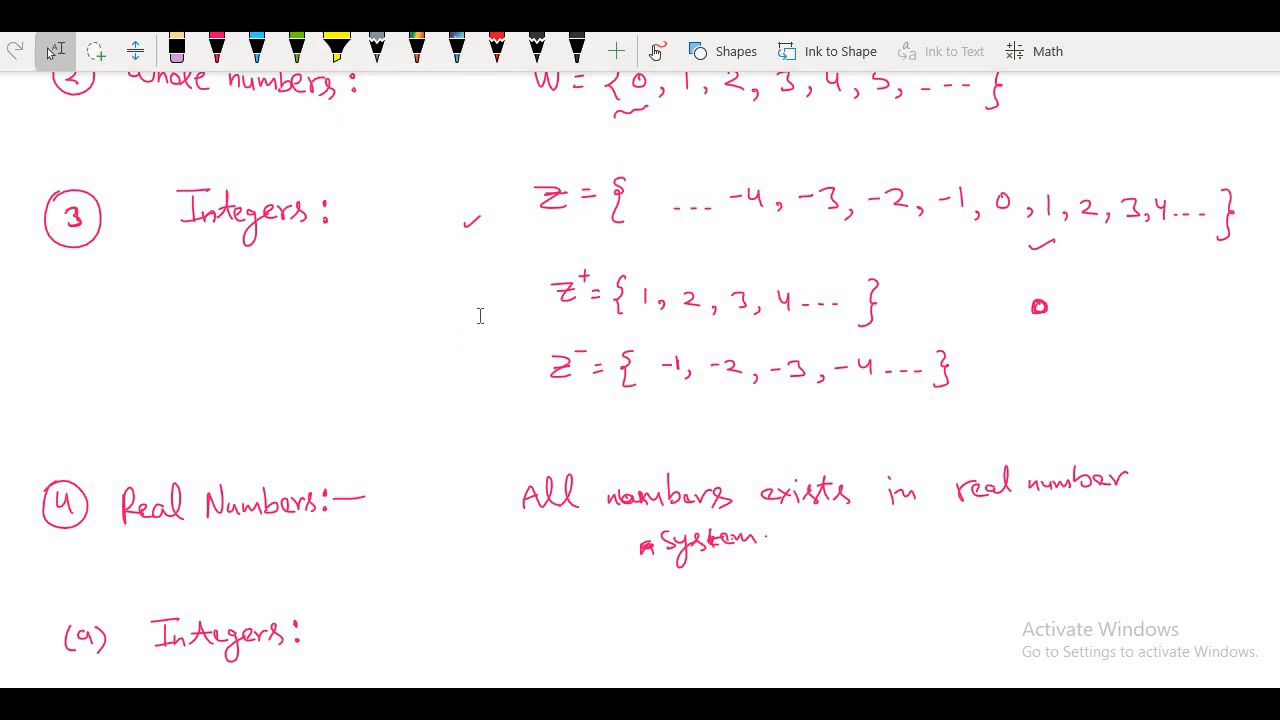 Shapes Ink to Shape Ink to Text Math
2 Whole numbers: W = {0, 1, 2, 3, 4, 5, ---- }
3 Integers: Z = { ... -4, -3, -2, -1, 0, 1, 2, 3, 4 ... }
Z+ = { 1, 2, 3, 4 ... }
0
Z- = { -1, -2, -3, -4 .... }
4 Real Numbers:— All numbers exists in real number
system.
(a) Integers:
Activate Windows
Go to Settings to activate Windows.